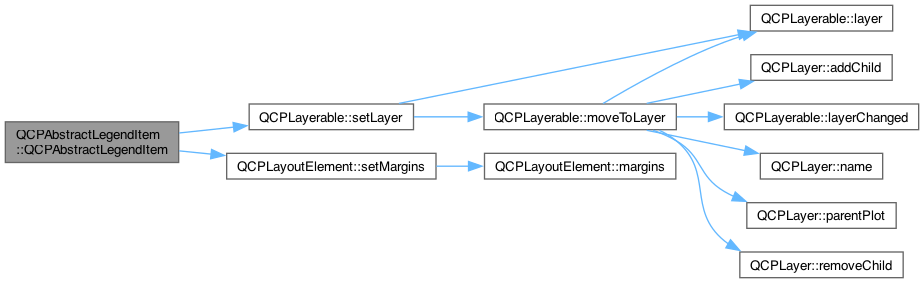 QCPAbstractLegendItem
::QCPAbstractLegendItem
QCPLayerable::setLayer
QCPLayoutElement::setMargins
QCPLayerable::moveToLayer
QCPLayoutElement::margins
QCPLayerable::layer
QCPLayer::addChild
QCPLayerable::layerChanged
QCPLayer::name
QCPLayer::parentPlot
QCPLayer::removeChild